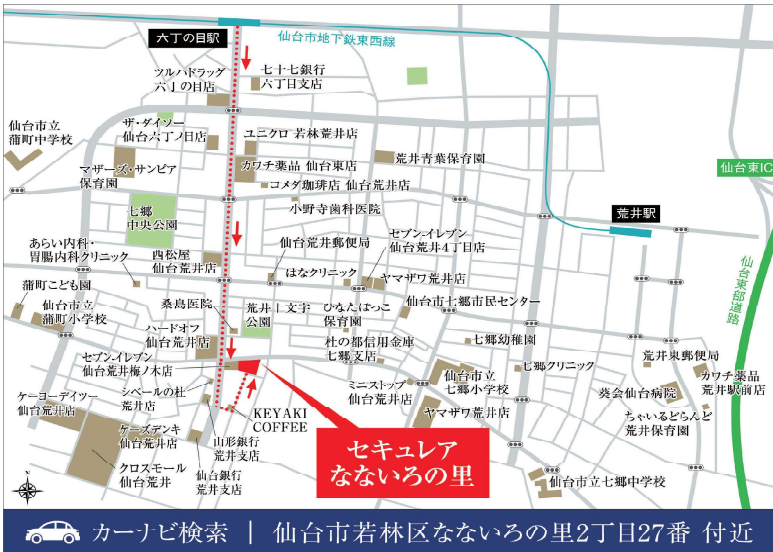 六丁の目駅
仙台市地下鉄東西線
ツルハドラッグ
六丁の目店
七十七銀行
六丁目支店
仙台市立
蒲町中学校
ザ・ダイソー
仙台六丁ノ目店
ユニクロ 若林荒井店
マザーズ・サンピア
保育園
カワチ薬品 仙台東店
荒井青葉保育園
コメダ珈琲店 仙台荒井店
仙台東IC
七郷
中央公園
小野寺歯科医院
荒井駅
あらい内科・
胃腸内科クリニック
西松屋
仙台荒井店
仙台荒井郵便局
セブン-イレブン
仙台荒井4丁目店
はなクリニック
ヤマザワ荒井店
仙台東部道路
蒲町こども園
仙台市立
蒲町小学校
桑島医院
荒井一文字
公園
ひなたぼっこ
保育園
仙台市七郷市民センター
ハードオフ
仙台荒井店
杜の都信用金庫
七郷支店
七郷幼稚園
セブン-イレブン
仙台荒井梅ノ木店
七郷クリニック
荒井東郵便局
カワチ薬品
荒井駅前店
シベールの杜
荒井店
ミニストップ
仙台荒井店
仙台市立
七郷小学校
葵会仙台病院
ケーヨーデイツー
仙台荒井店
KEYAKI
COFFEE
ヤマザワ荒井店
ちゃいるどらんど
荒井保育園
ケーズデンキ
仙台荒井店
山形銀行
荒井支店
セキュレア
なないろの里
クロスモール
仙台荒井
仙台銀行
荒井支店
仙台市立七郷中学校
N
カーナビ検索 | 仙台市若林区なないろの里2丁目27番 付近